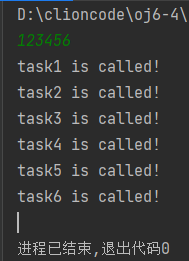 D:\clioncode\oj6-4\
123456
task1 is called!
task2 is called!
task3 is called!
task4 is called!
task5 is called!
task6 is called!
进程已结束,退出代码0